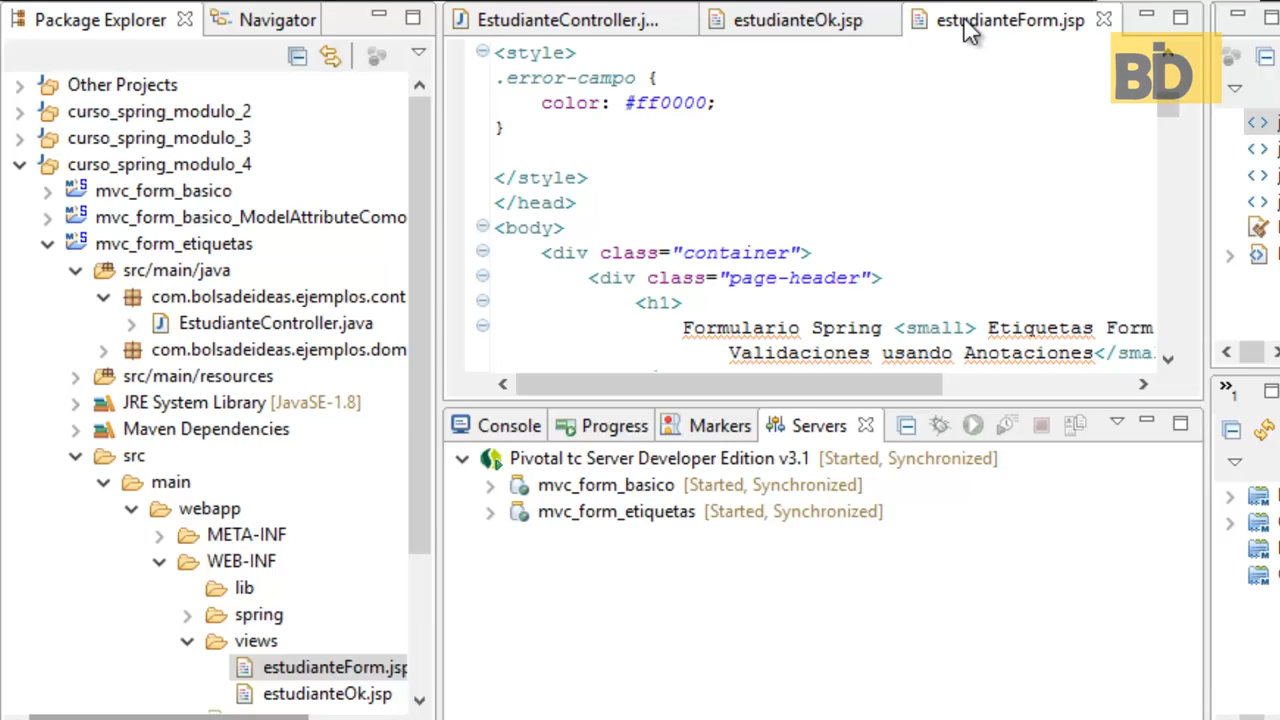 Package Explorer
Navigator
Other Projects
curso_spring_modulo_2
curso_spring_modulo_3
curso_spring_modulo_4
mvc_form_basico
mvc_form_basico_ModelAttributeComo
mvc_form_etiquetas
src/main/java
com.bolsadeideas.ejemplos.cont
EstudianteController.java
com.bolsadeideas.ejemplos.dom
src/main/resources
JRE System Library [JavaSE-1.8]
Maven Dependencies
src
main
webapp
META-INF
WEB-INF
lib
spring
views
estudianteForm.jsp
estudianteOk.jsp
EstudianteController.j...
estudianteOk.jsp
estudianteForm.jsp
BD
<style>
.error-campo {
color: #ff0000;
}
</style>
</head>
<body>
<div class="container">
<div class="page-header">
<h1>
Formulario Spring <small> Etiquetas Form
Validaciones usando Anotaciones</sma
Console
Progress
Markers
Servers
Pivotal tc Server Developer Edition v3.1 [Started, Synchronized]
mvc_form_basico [Started, Synchronized]
mvc_form_etiquetas [Started, Synchronized]